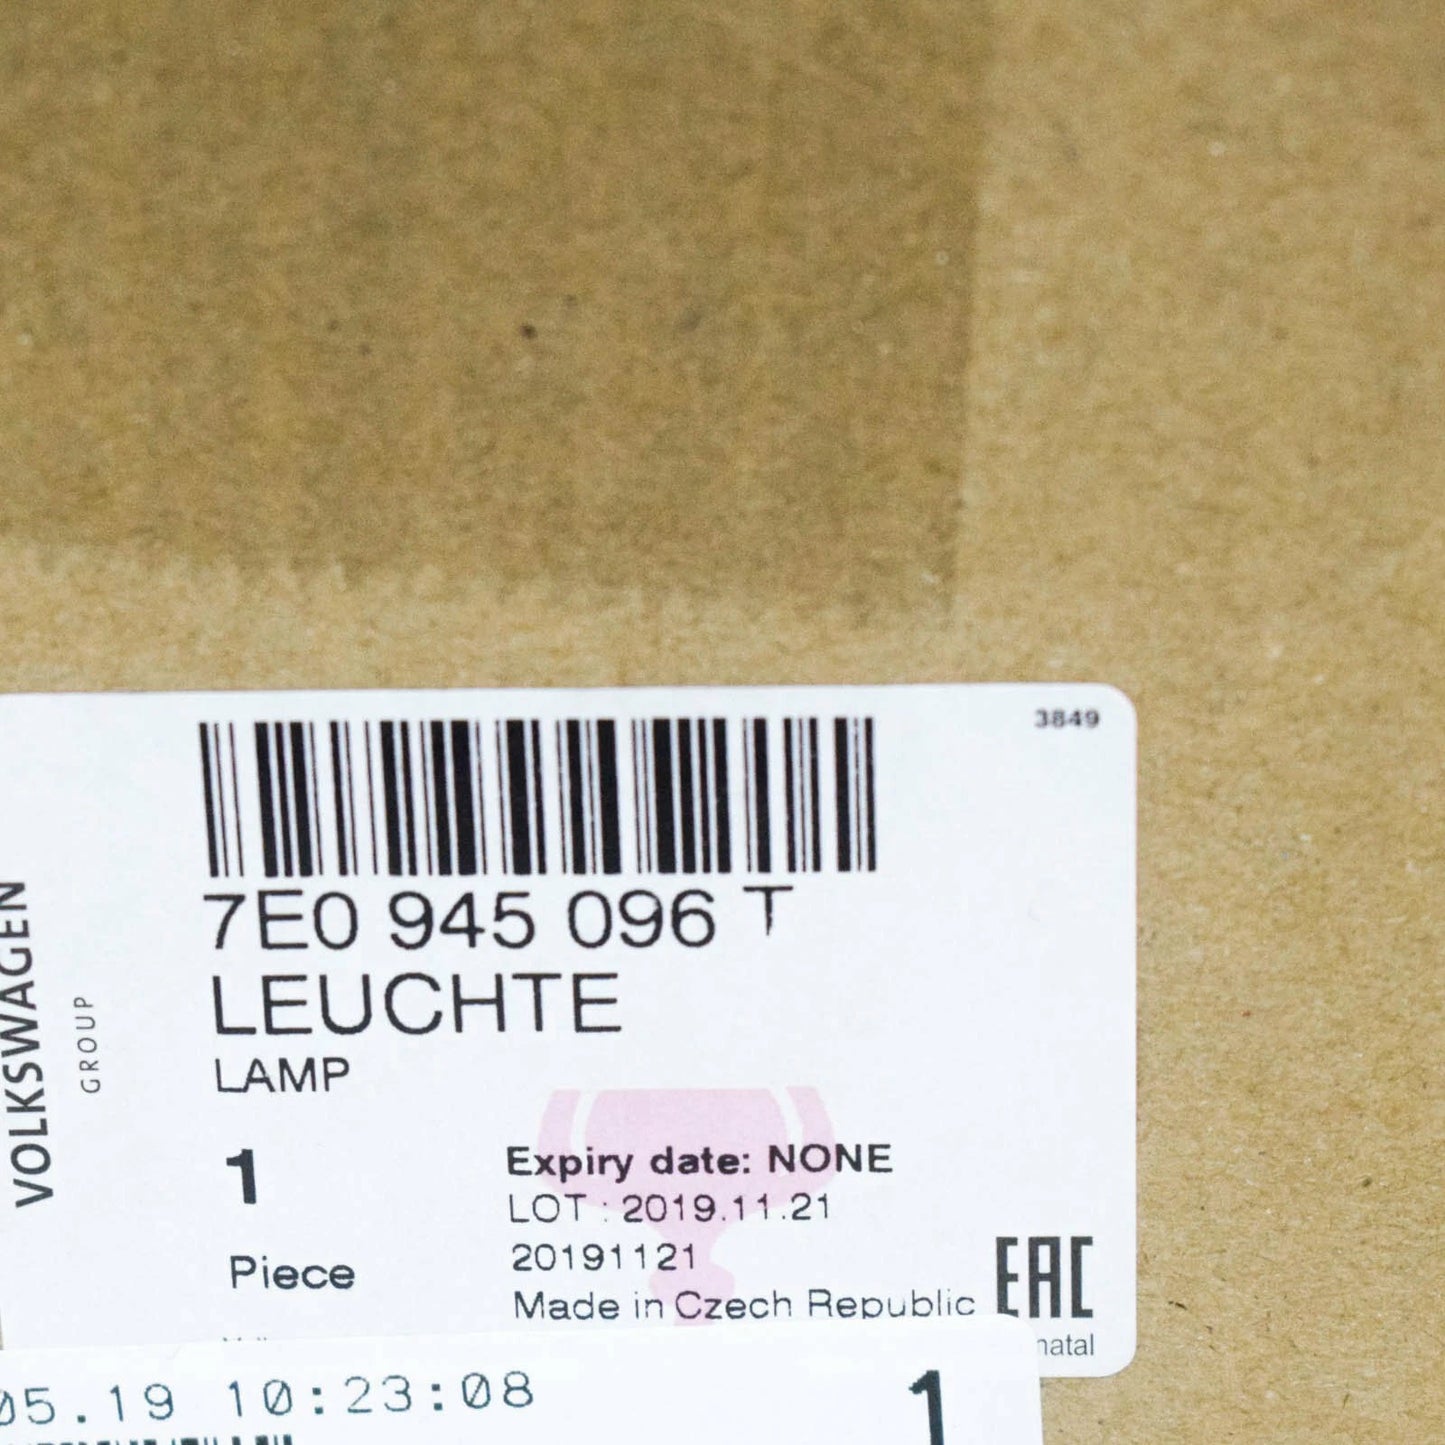 3849
7E0 945 096 T
LEUCHTE
LAMP
VOLKSWAGEN
GROUP
1
Piece
Expiry date: NONE
LOT : 2019.11.21
20191121
Made in Czech Republic
EAC
05.19 10:23:08
1